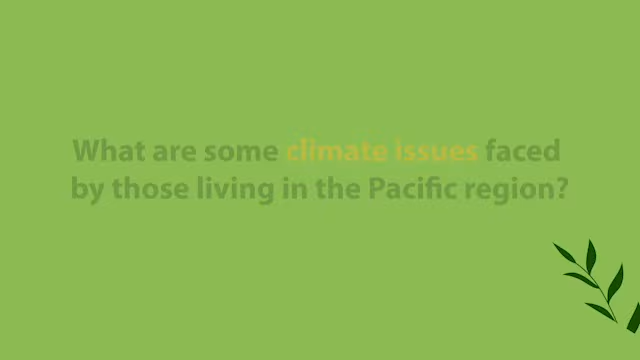 What are some climate issues faced
by those living in the Pacific region?